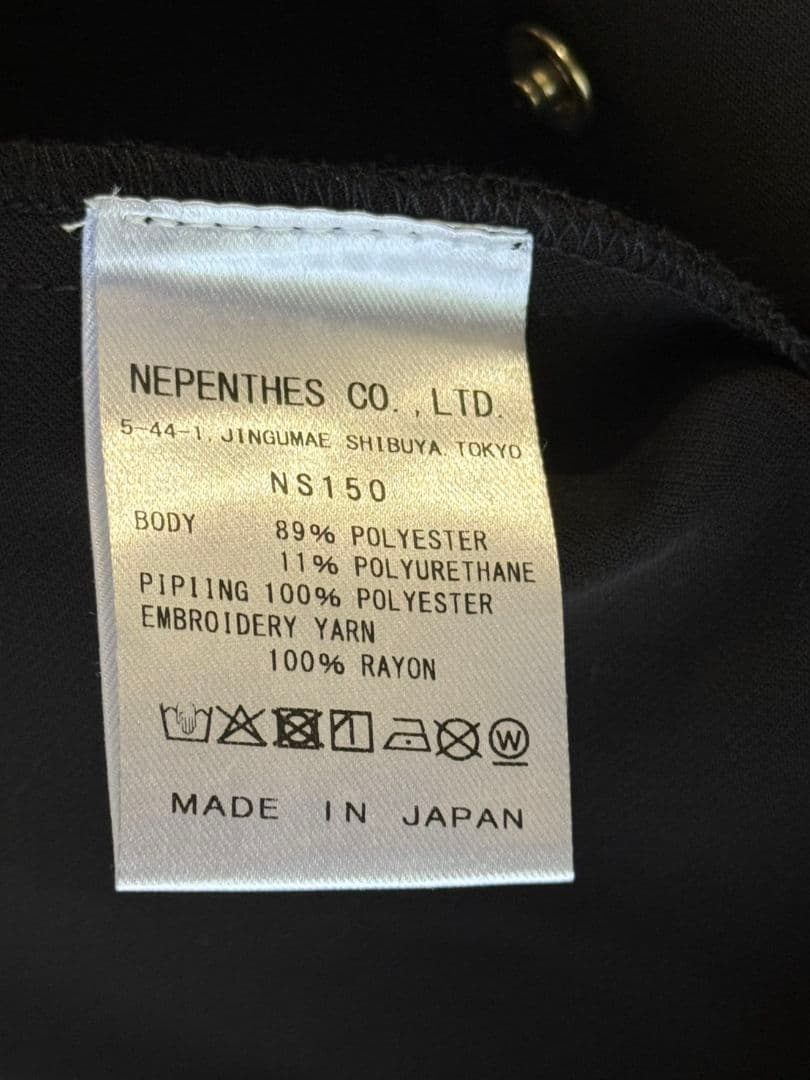 NEPENTHES CO.,LTD.
5-44-1, JINGUMAE SHIBUYA. TOKYO
NS150
BODY 89% POLYESTER
11% POLYURETHANE
PIPIING 100% POLYESTER
EMBROIDERY YARN
100% RAYON
W
MADE IN JAPAN